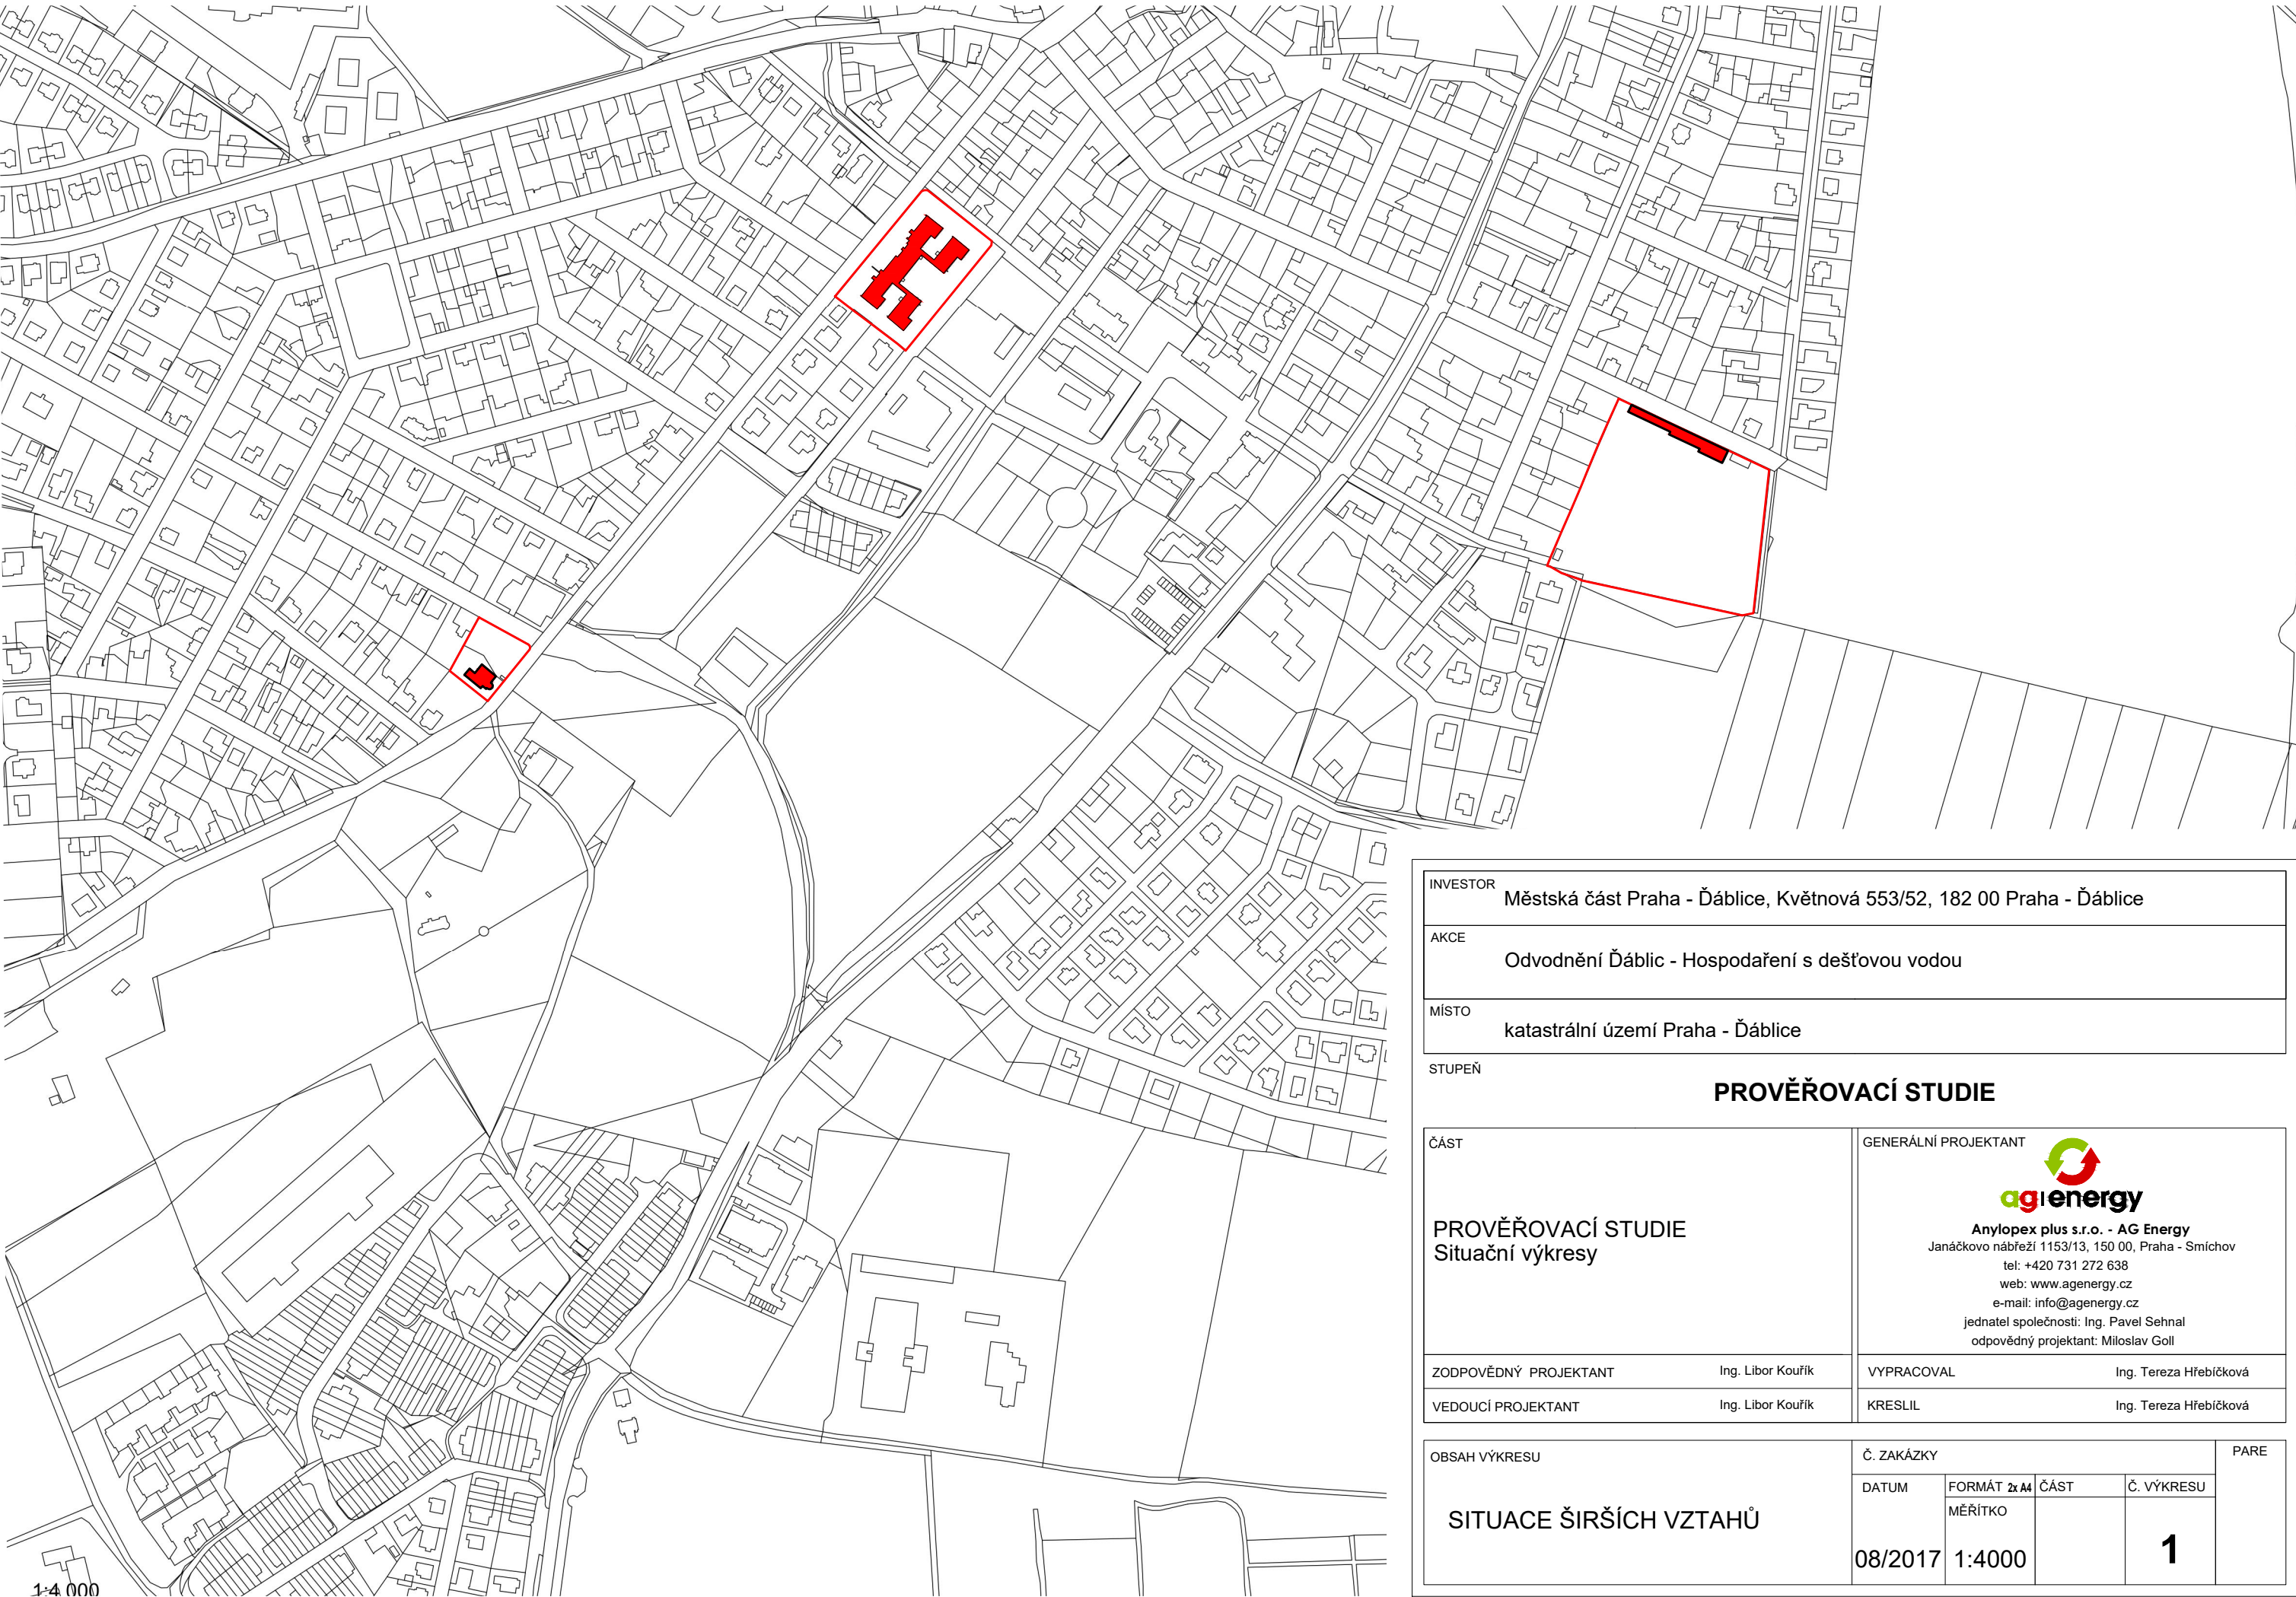 INVESTOR
Městská část Praha - Ďáblice, Květnová 553/52, 182 00 Praha - Ďáblice
AKCE
Odvodnění Ďáblic - Hospodaření s dešťovou vodou
MÍSTO
katastrální území Praha - Ďáblice
STUPEŇ
PROVĚŘOVACÍ STUDIE
ČÁST
PROVĚŘOVACÍ STUDIE
Situační výkresy
GENERÁLNÍ PROJEKTANT
ag energy
Anylopex plus s.r.o. - AG Energy
Janáčkovo nábřeží 1153/13, 150 00, Praha - Smíchov
tel: +420 731 272 638
web: www.agenergy.cz
e-mail: info@agenergy.cz
jednatel společnosti: Ing. Pavel Sehnal
odpovědný projektant: Miloslav Goll
ZODPOVĚDNÝ PROJEKTANT Ing. Libor Kouřík
VYPRACOVAL Ing. Tereza Hřebíčková
VEDOUCÍ PROJEKTANT Ing. Libor Kouřík
KRESLIL Ing. Tereza Hřebíčková
OBSAH VÝKRESU
SITUACE ŠIRŠÍCH VZTAHŮ
Č. ZAKÁZKY
PARE
DATUM
08/2017
FORMÁT 2x A4
MĚŘÍTKO
1:4000
ČÁST
Č. VÝKRESU
1
1:4 000